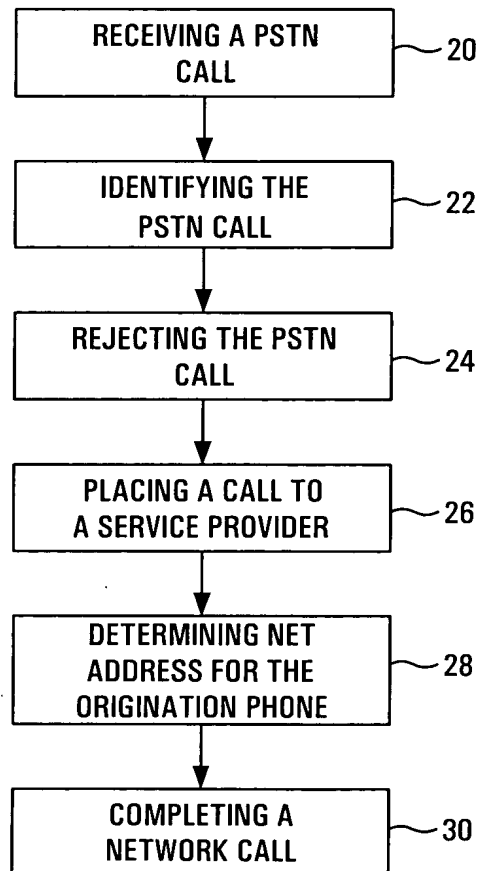 RECEIVING A PSTN
CALL
20
IDENTIFYING THE
PSTN CALL
22
REJECTING THE PSTN
CALL
24
PLACING A CALL TO
A SERVICE PROVIDER
26
DETERMINING NET
ADDRESS FOR THE
ORIGINATION PHONE
28
COMPLETING A
NETWORK CALL
30